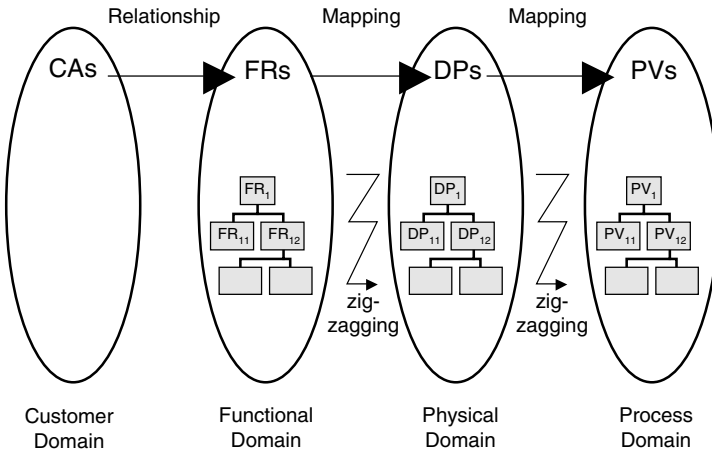 Relationship
Mapping
Mapping
CAs
FRs
DPs
PVs
FR₁
FR₁₁
FR₁₂
DP₁
DP₁₁
DP₁₂
PV₁
PV₁₁
PV₁₂
zig-
zagging
zig-
zagging
Customer
Domain
Functional
Domain
Physical
Domain
Process
Domain